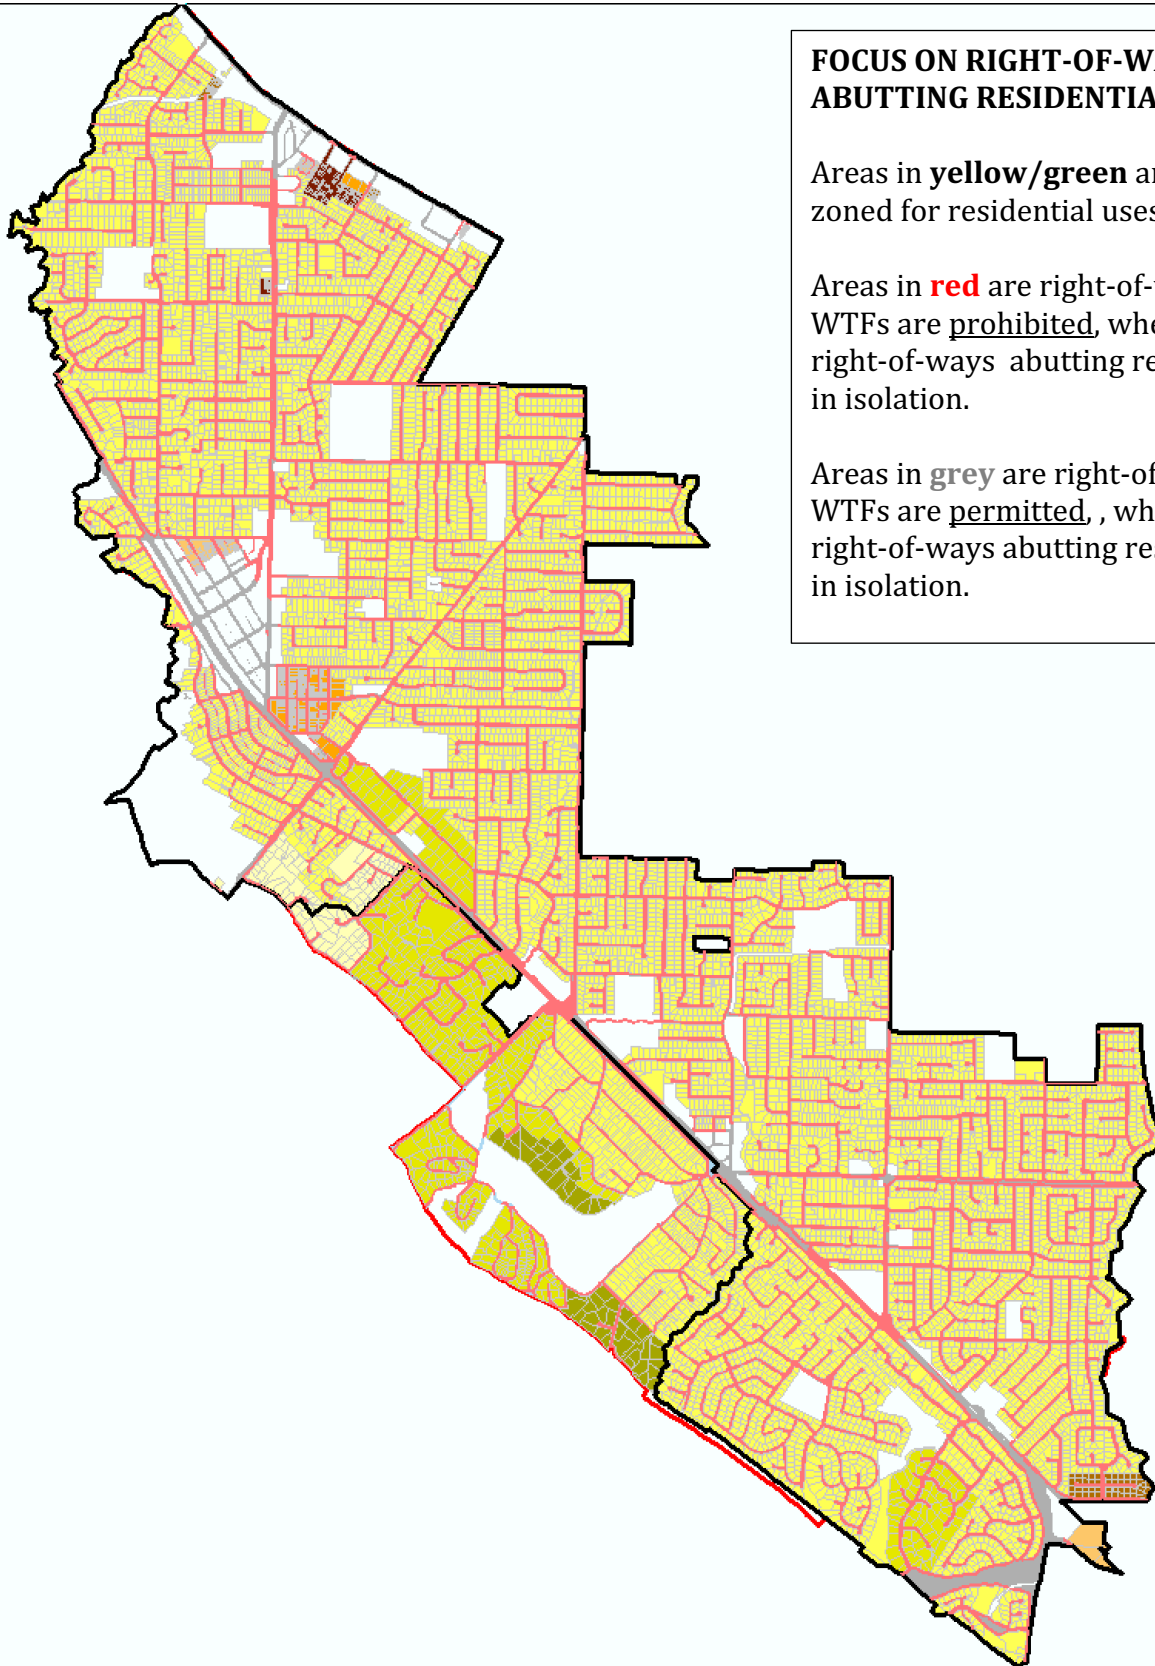 FOCUS ON RIGHT-OF-WA
ABUTTING RESIDENTIA
Areas in yellow/green ar
zoned for residential uses
Areas in red are right-of-
WTFs are prohibited, whe
right-of-ways abutting re
in isolation.
Areas in grey are right-of
WTFs are permitted, , wh
right-of-ways abutting res
in isolation.